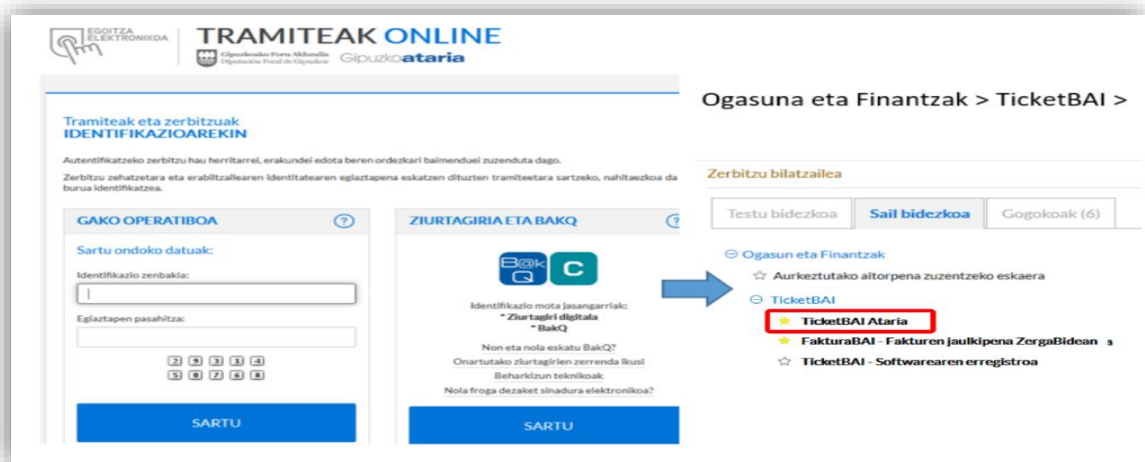 EGOITZA
ELEKTRONIKOA
TRAMITEAK ONLINE
Gipuzkoako Foru Aldundia
Diputación Foral de Gipuzkoa
Gipuzkoataria
Tramiteak eta zerbitzuak
IDENTIFIKAZIOAREKIN
Autentifikatzeko zerbitzu hau herritarrei, erakundei edota beren ordezkari baimenduei zuzenduta dago.
Zerbitzu zehatzetara eta erabiltzailearen identitatearen egiaztapena eskatzen dituzten tramiteetara sartzeko, nahitaezkoa da
burua identifikatzea.
GAKO OPERATIBOA ?
Sartu ondoko datuak:
Identifikazio zenbakia:
Egiaztapen pasahitza:
2 9 3 1 4
5 0 7 6 8
SARTU
ZIURTAGIRIA ETA BAKQ ?
B@k
Q
C
Identifikazio mota jasangarriak:
* Ziurtagiri digitala
* BakQ
Non eta nola eskatu BakQ?
Onartutako ziurtagirien zerrenda ikusi
Beharkizun teknikoak
Nola froga dezaket sinadura elektronikoa?
SARTU
Ogasuna eta Finantzak > TicketBAI >
Zerbitzu bilatzailea
Testu bidezkoa
Sail bidezkoa
Gogokoak (6)
Ogasun eta Finantzak
Aurkeztutako aitorpena zuzentzeko eskaera
TicketBAI
TicketBAI Ataria
FakturaBAI - Fakturen jaulkipena ZergaBidean
TicketBAI - Softwarearen erregistroa